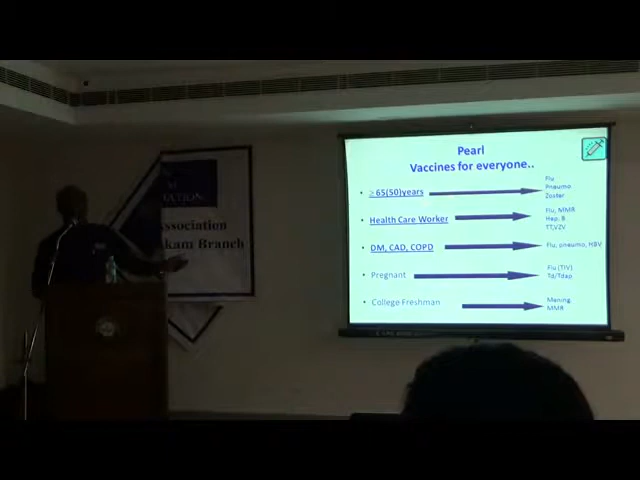 Pearl
Vaccines for everyone..
• ≥ 65(50)years
Flu
Pneumo
Zoster
• Health Care Worker
Flu, MMR
Hep. B
TT,VZV
• DM, CAD, COPD
Flu, pneumo, HBV
• Pregnant
Flu (TIV)
Td/Tdap
• College Freshman
Mening.
MMR
ssociation
kam Branch